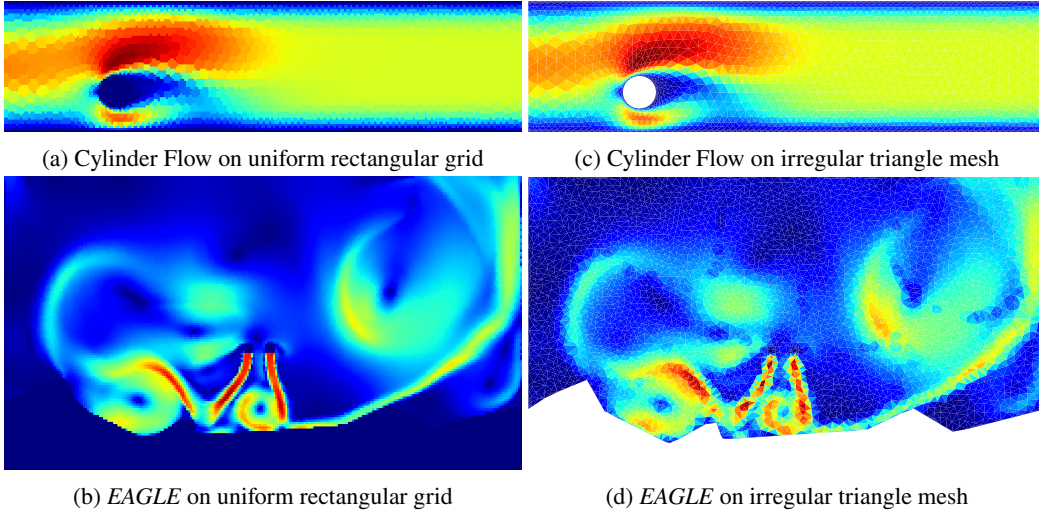 (a) Cylinder Flow on uniform rectangular grid
(c) Cylinder Flow on irregular triangle mesh
(b) EAGLE on uniform rectangular grid
(d) EAGLE on irregular triangle mesh